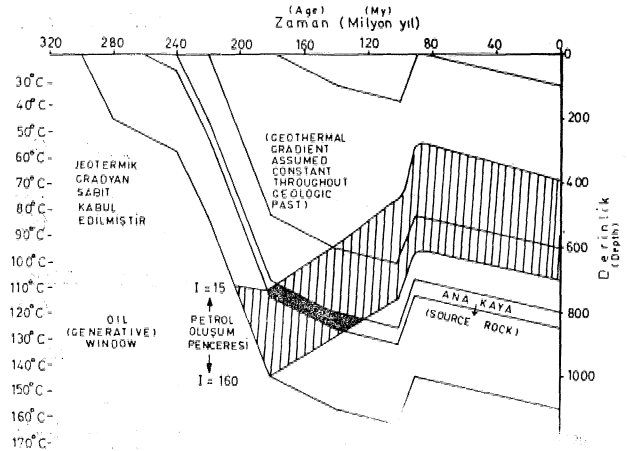 (Age) (My)
Zaman (Milyon yıl)
320 280 240 200 160 120 80 0
30°C
40°C
50°C
60°C
70°C
80°C
90°C
100°C
110°C
120°C
130°C
140°C
150°C
160°C
170°C
200
400
600
800
1000
Derinlik
(Depth)
JEOTERMİK
GRADYAN
SABİT
KABUL
EDİLMİŞTİR
(GEOTHERMAL
GRADIENT
ASSUMED
CONSTANT
THROUGHOUT
GEOLOGIC
PAST)
I=15
OIL
(GENERATIVE)
WINDOW
PETROL
OLUŞUM
PENCERESİ
I=160
ANA KAYA
(SOURCE ROCK)